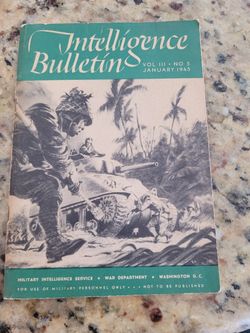 Intelligence
Bulletin
VOL III • NO 5
JANUARY 1945
MILITARY INTELLIGENCE SERVICE • WAR DEPARTMENT • WASHINGTON D.C.
FOR USE OF MILITARY PERSONNEL ONLY • • • NOT TO BE PUBLISHED